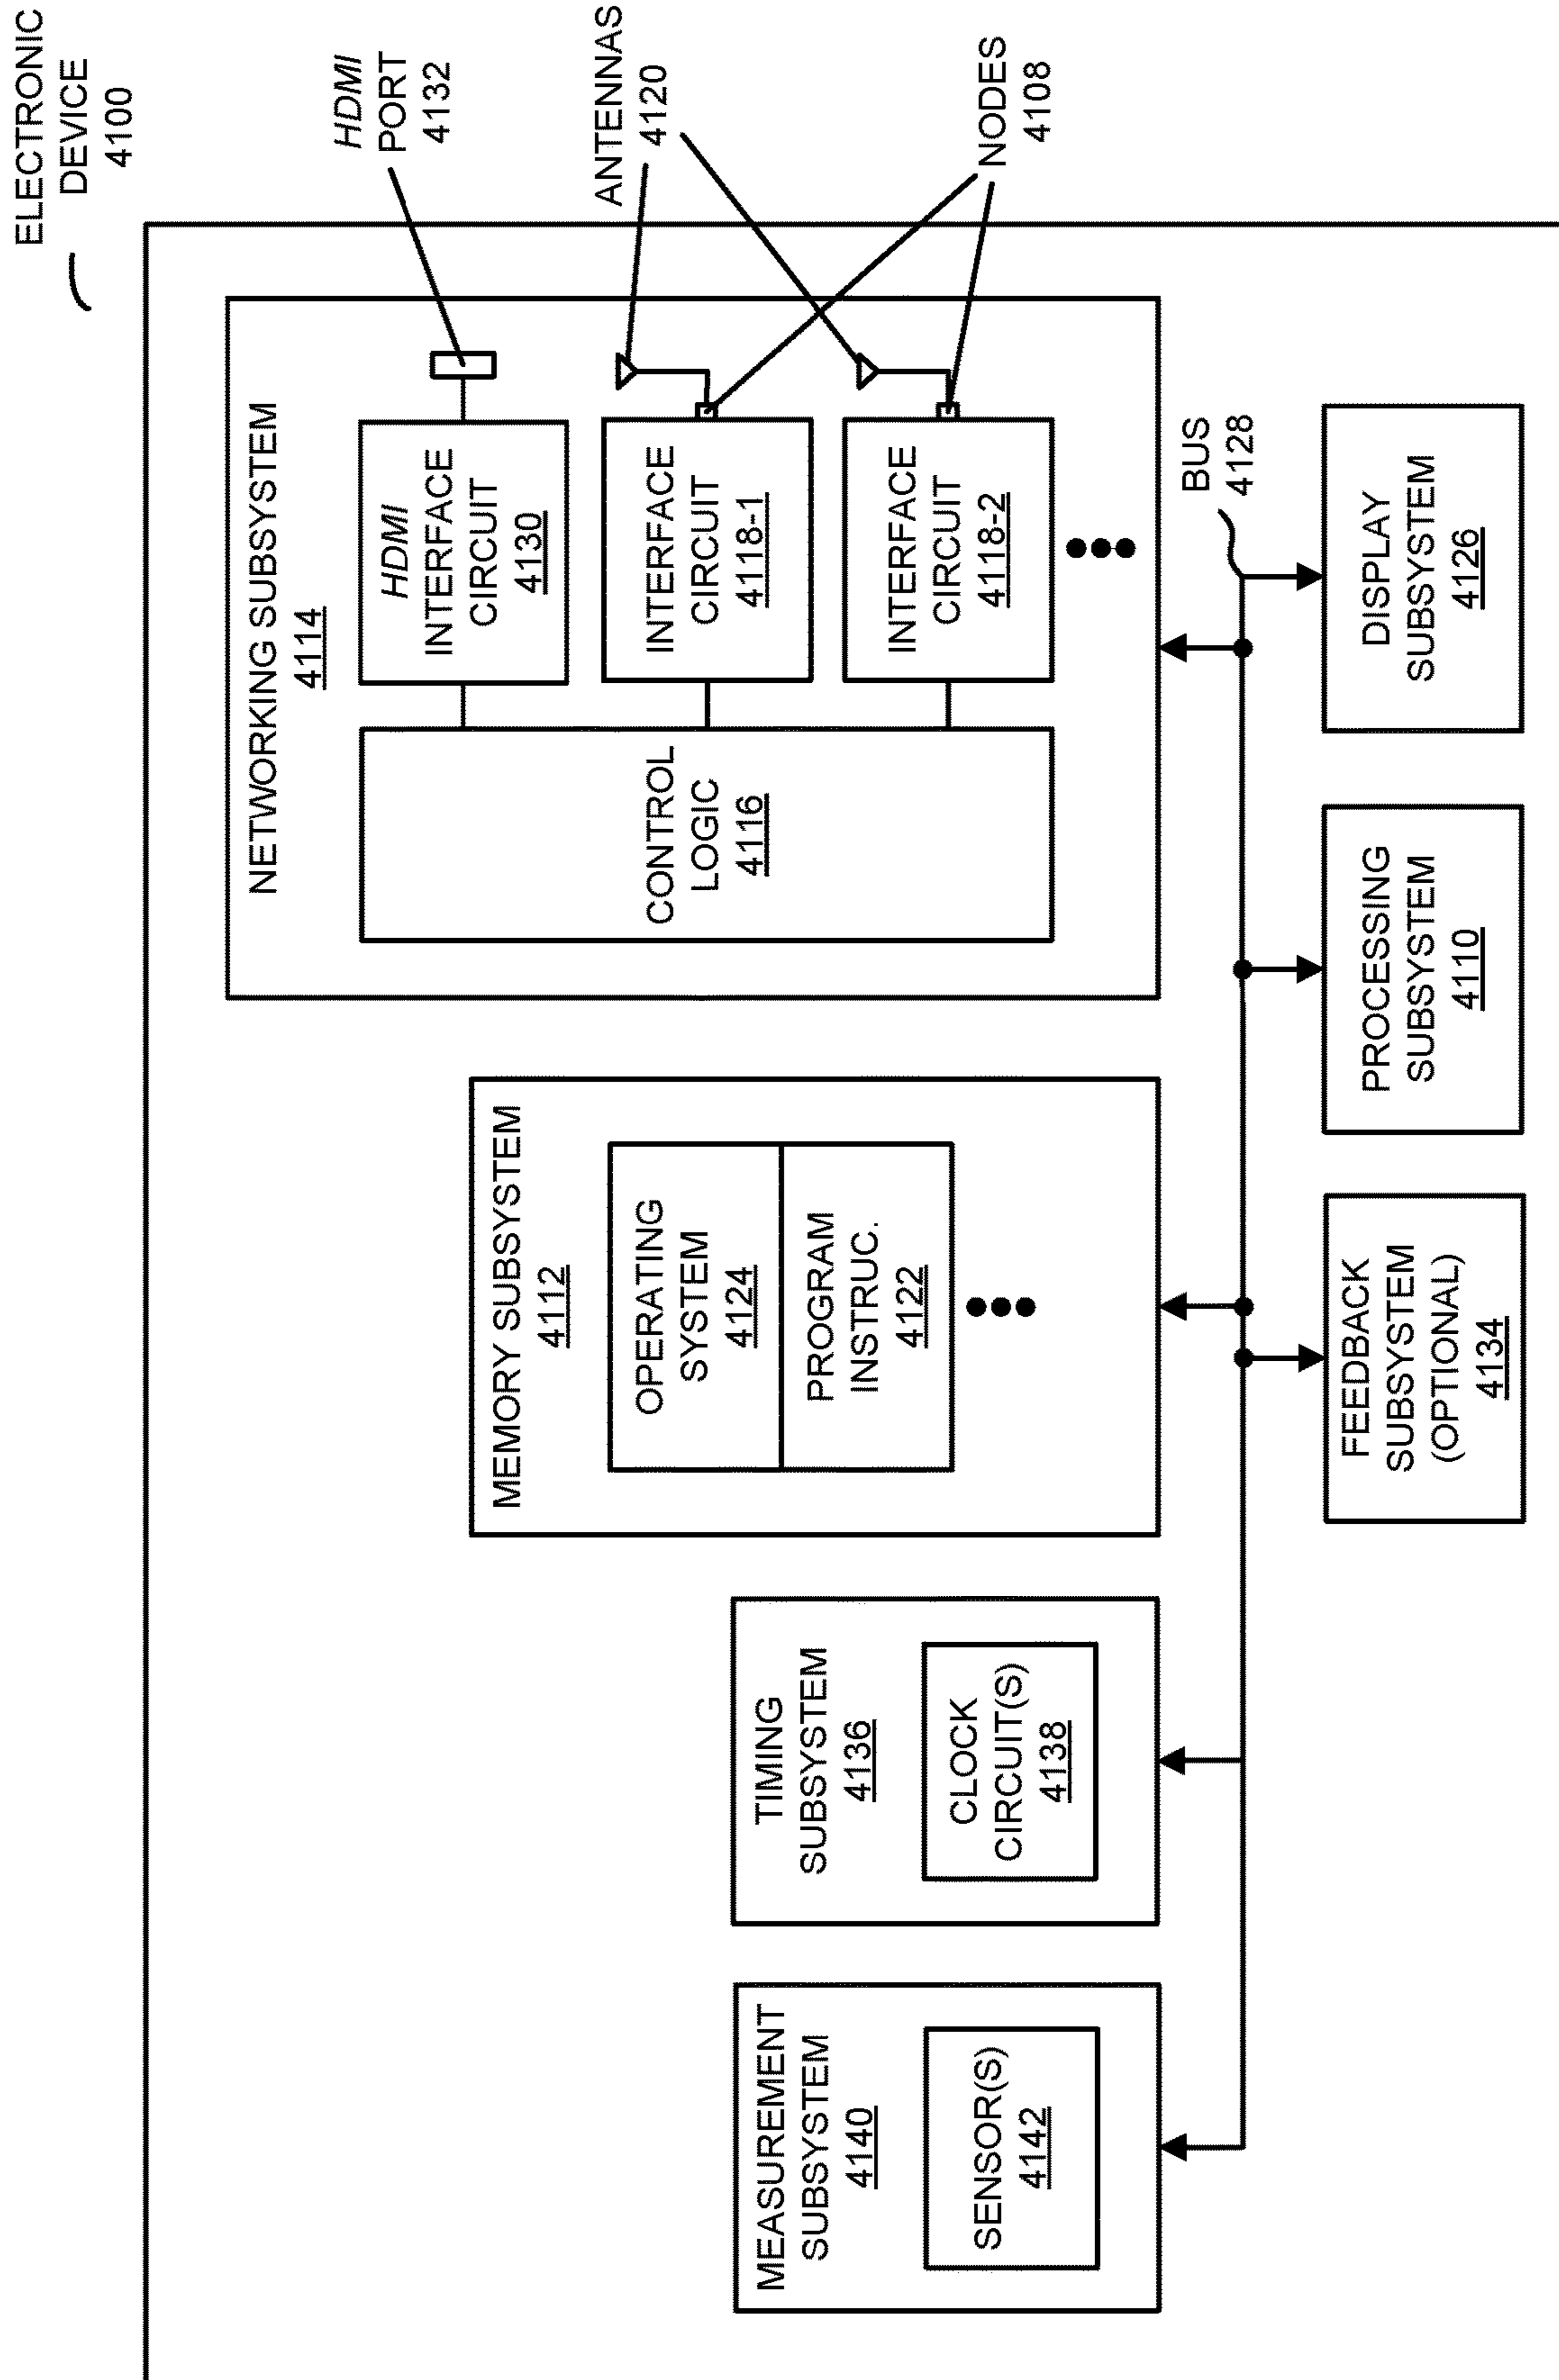 ELECTRONIC
DEVICE
4100
NETWORKING SUBSYSTEM
4114
HDMI
PORT
4132
HDMI
INTERFACE
CIRCUIT
4130
ANTENNAS
4120
CONTROL
LOGIC
4116
INTERFACE
CIRCUIT
4118-1
INTERFACE
CIRCUIT
4118-2
NODES
4108
MEMORY SUBSYSTEM
4112
OPERATING
SYSTEM
4124
PROGRAM
INSTRUC.
4122
TIMING
SUBSYSTEM
4136
CLOCK
CIRCUIT(S)
4138
MEASUREMENT
SUBSYSTEM
4140
SENSOR(S)
4142
BUS
4128
FEEDBACK
SUBSYSTEM
(OPTIONAL)
4134
PROCESSING
SUBSYSTEM
4110
DISPLAY
SUBSYSTEM
4126